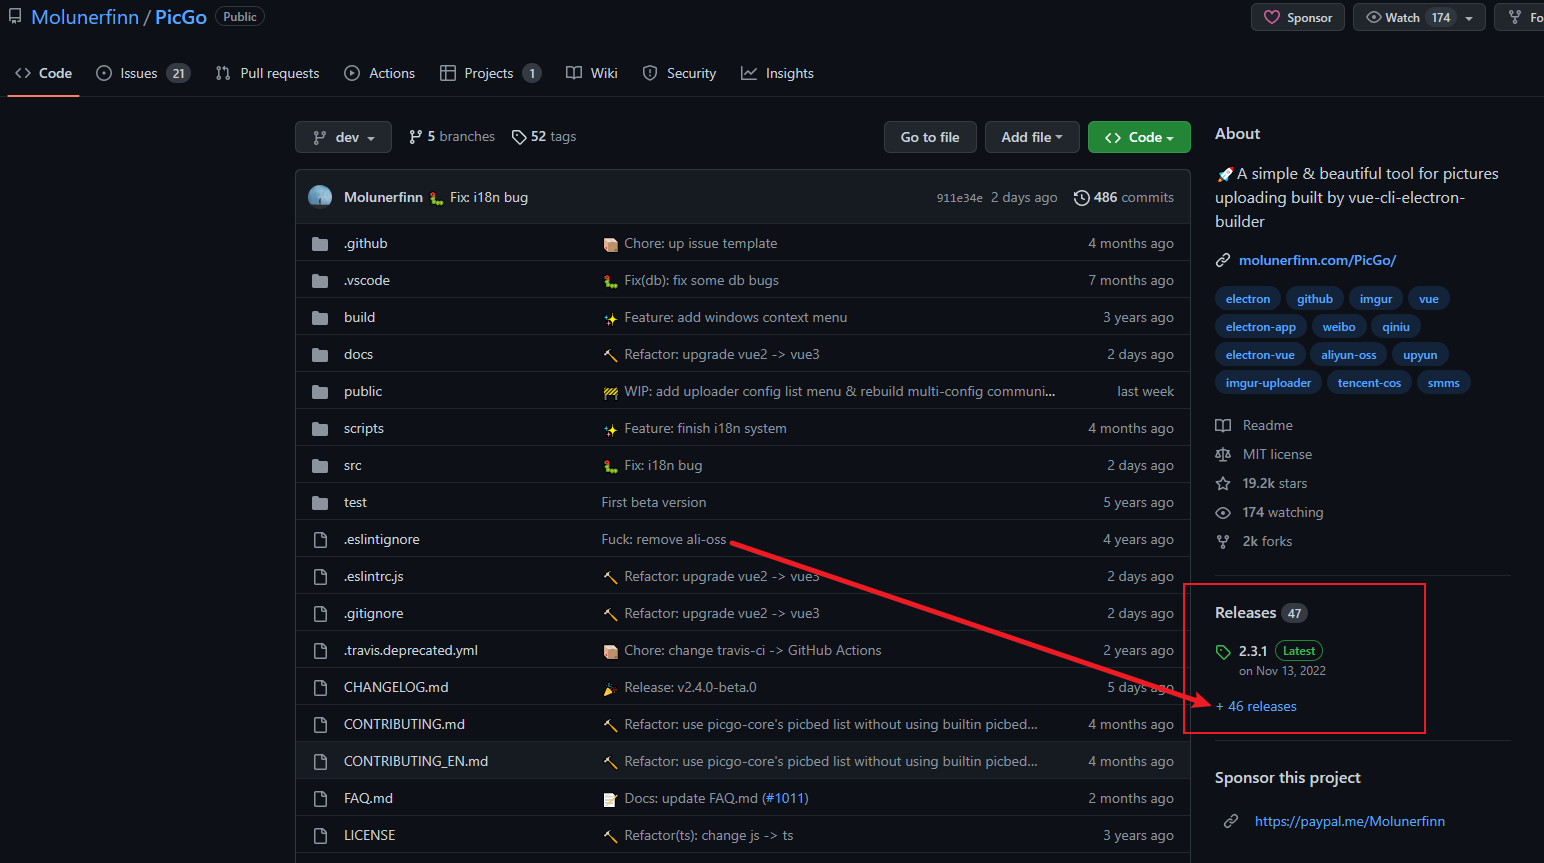 Molunerfinn / PicGo Public
Sponsor
Watch 174
Fo
Code
Issues 21
Pull requests
Actions
Projects 1
Wiki
Security
Insights
dev
5 branches
52 tags
Go to file
Add file
Code
Molunerfinn 🐛 Fix: i18n bug
911e34e 2 days ago
486 commits
.github Chore: up issue template 4 months ago
.vscode Fix(db): fix some db bugs 7 months ago
build Feature: add windows context menu 3 years ago
docs Refactor: upgrade vue2 -> vue3 2 days ago
public WIP: add uploader config list menu & rebuild multi-config communi... last week
scripts Feature: finish i18n system 4 months ago
src Fix: i18n bug 2 days ago
test First beta version 5 years ago
.eslintignore Fuck: remove ali-oss 4 years ago
.eslintrc.js Refactor: upgrade vue2 -> vue3 2 days ago
.gitignore Refactor: upgrade vue2 -> vue3 2 days ago
.travis.deprecated.yml Chore: change travis-ci -> GitHub Actions 2 years ago
CHANGELOG.md Release: v2.4.0-beta.0 5 days ago
CONTRIBUTING.md Refactor: use picgo-core's picbed list without using builtin picbed... 4 months ago
CONTRIBUTING_EN.md Refactor: use picgo-core's picbed list without using builtin picbed... 4 months ago
FAQ.md Docs: update FAQ.md (#1011) 2 months ago
LICENSE Refactor(ts): change js -> ts 3 years ago
About
🚀A simple & beautiful tool for pictures
uploading built by vue-cli-electron-
builder
molunerfinn.com/PicGo/
electron github imgur vue
electron-app weibo qiniu
electron-vue aliyun-oss upyun
imgur-uploader tencent-cos smms
Readme
MIT license
19.2k stars
174 watching
2k forks
Releases 47
2.3.1 Latest
on Nov 13, 2022
+ 46 releases
Sponsor this project
https://paypal.me/Molunerfinn